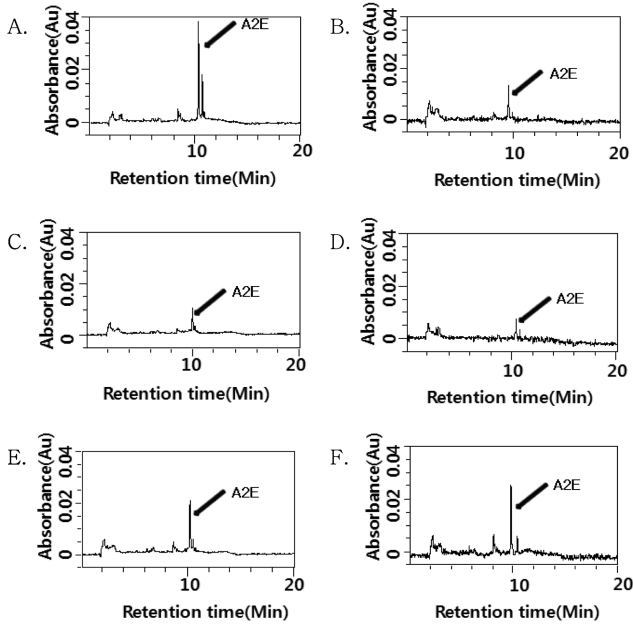 A.
Absorbance(Au)
0.04
0.02
0
A2E
10
20
Retention time(Min)
B.
Absorbance(Au)
0.04
0.02
0
A2E
10
20
Retention time(Min)
C.
Absorbance(Au)
0.04
0.02
0
A2E
10
20
Retention time(Min)
D.
Absorbance(Au)
0.04
0.02
0
A2E
10
20
Retention time(Min)
E.
Absorbance(Au)
0.04
0.02
0
A2E
10
20
Retention time(Min)
F.
Absorbance(Au)
0.04
0.02
0
A2E
10
20
Retention time(Min)